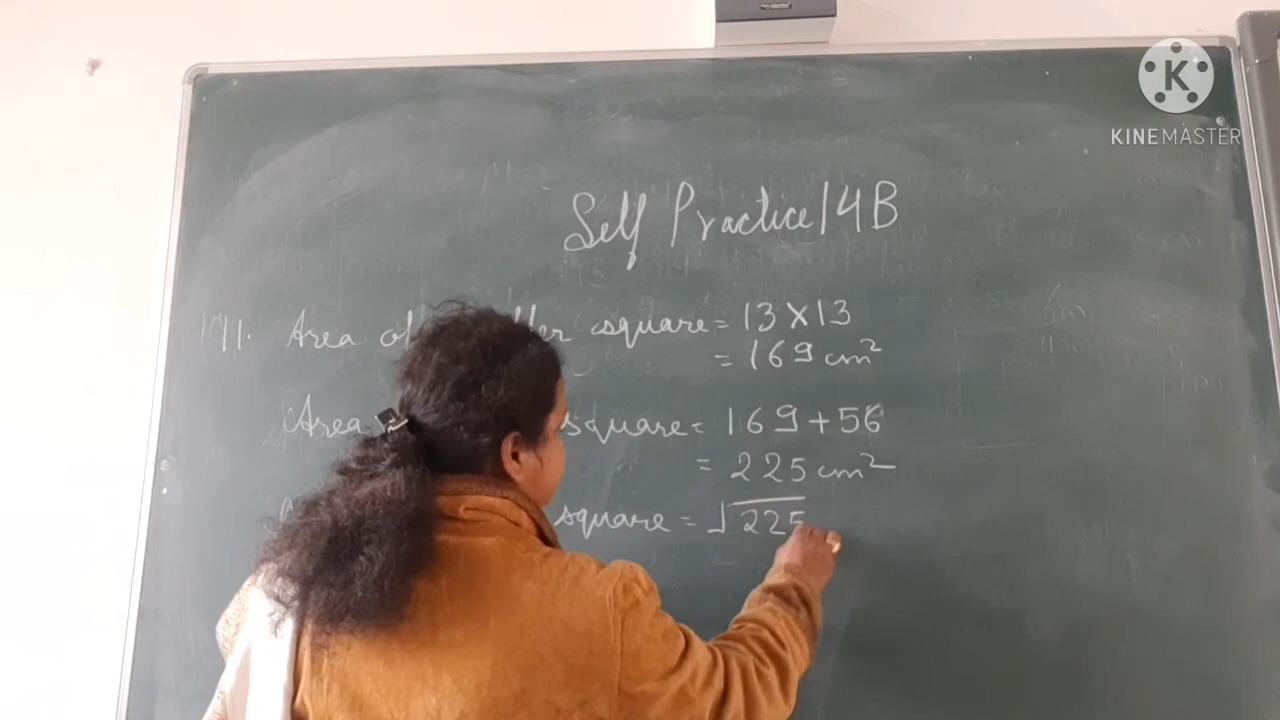 KINEMASTER
Self Practice 14B
11. Area of square = 13 X 13
= 169 cm²
Area square = 169 + 56
= 225 cm²
square = √225